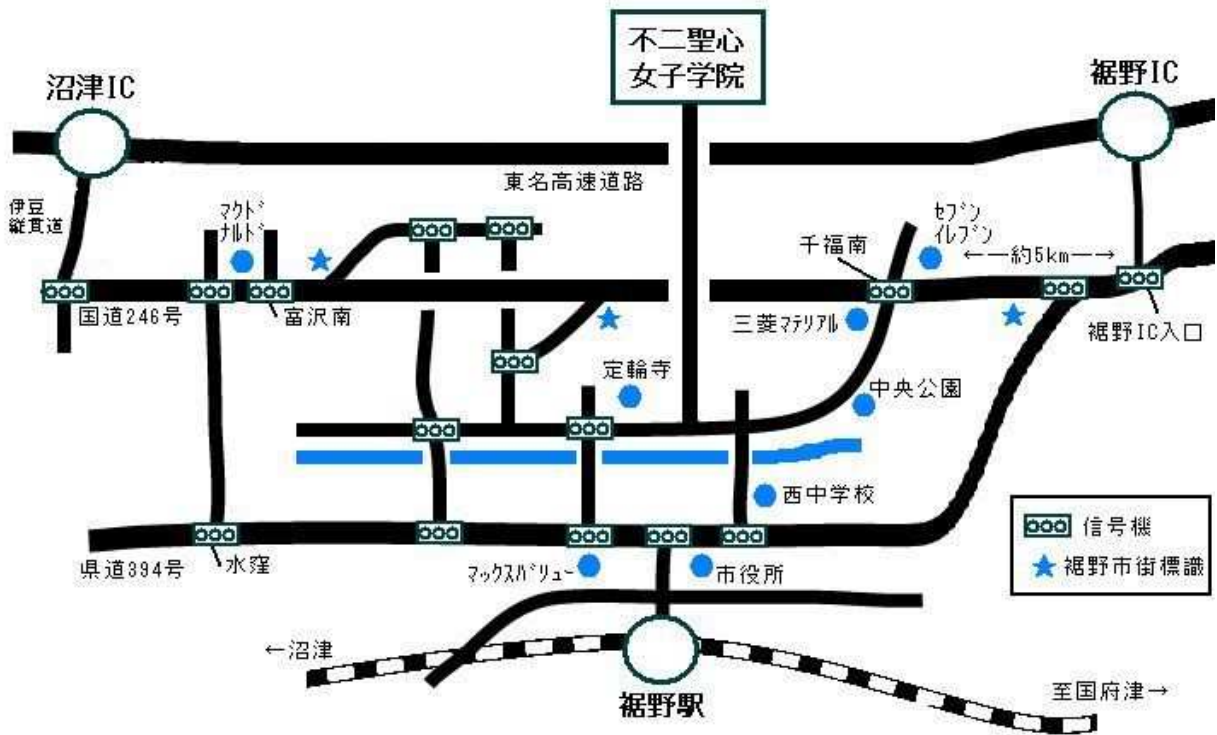 不二聖心
女子学院
沼津IC
裾野IC
東名高速道路
伊豆
縦貫道
ﾏｸﾄﾞ
ﾅﾙﾄﾞ
ｾﾌﾞﾝ
ｲﾚﾌﾞﾝ
千福南
←―約5km―→
国道246号
富沢南
三菱ﾏﾃﾘｱﾙ
裾野IC入口
定輪寺
中央公園
西中学校
信号機
裾野市街標識
県道394号
水窪
ﾏｯｸｽﾊﾞﾘｭｰ
市役所
←沼津
裾野駅
至国府津→